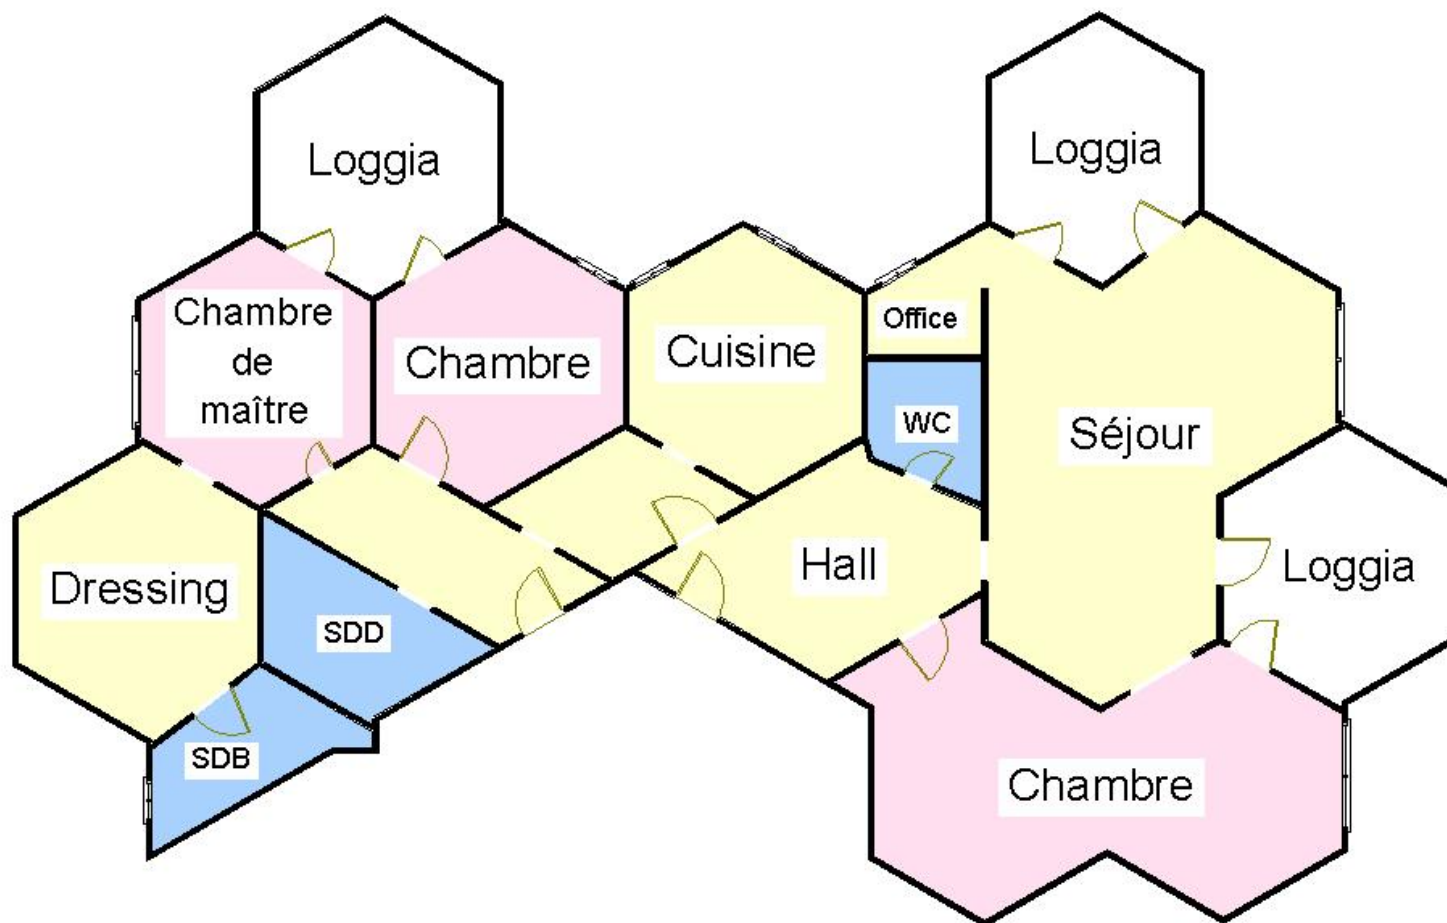 Loggia
Loggia
Chambre
de
maître
Chambre
Cuisine
Office
WC
Séjour
Dressing
SDD
Hall
Loggia
SDB
Chambre